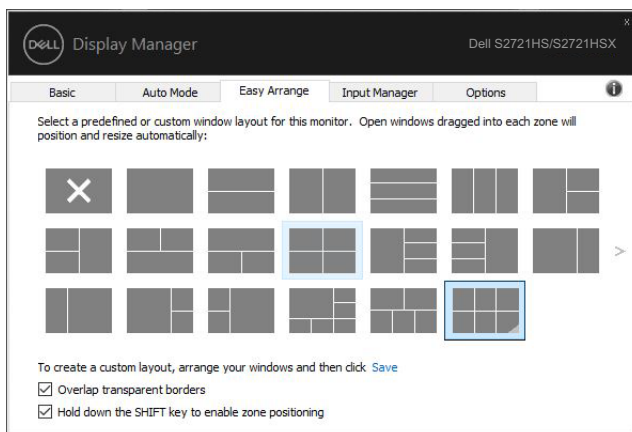 DELL Display Manager Dell S2721HS/S2721HSX
Basic Auto Mode Easy Arrange Input Manager Options
Select a predefined or custom window layout for this monitor. Open windows dragged into each zone will
position and resize automatically:
To create a custom layout, arrange your windows and then click Save
Overlap transparent borders
Hold down the SHIFT key to enable zone positioning